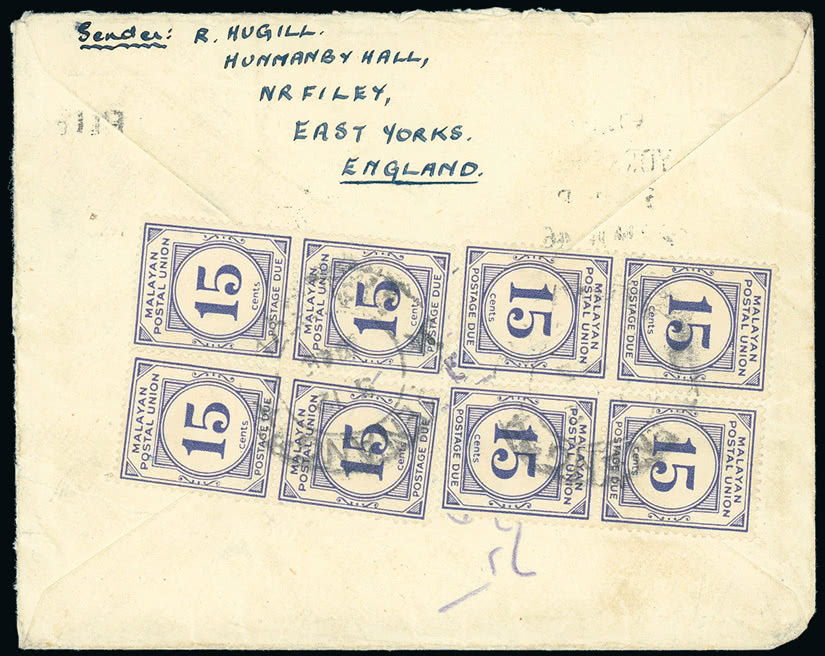 Sender: R. HUGILL.
HUNMANBY HALL,
NR FILEY,
EAST YORKS.
ENGLAND.
MALAYAN
POSTAL UNION
15
cents
POSTAGE DUE
MALAYAN
POSTAL UNION
15
cents
POSTAGE DUE
MALAYAN
POSTAL UNION
15
cents
POSTAGE DUE
MALAYAN
POSTAL UNION
15
cents
POSTAGE DUE
MALAYAN
POSTAL UNION
15
cents
POSTAGE DUE
MALAYAN
POSTAL UNION
15
cents
POSTAGE DUE
MALAYAN
POSTAL UNION
15
cents
POSTAGE DUE
MALAYAN
POSTAL UNION
15
cents
POSTAGE DUE